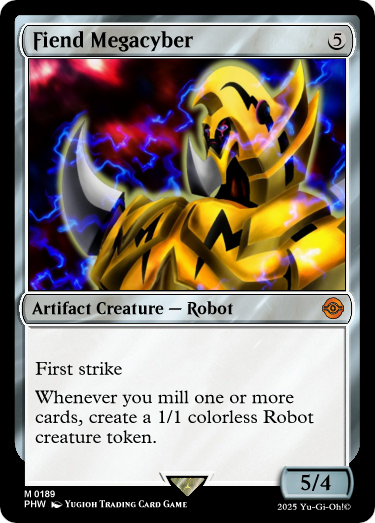 Fiend Megacyber 5
Artifact Creature — Robot
First strike
Whenever you mill one or more
cards, create a 1/1 colorless Robot
creature token.
5/4
M 0189
PHW Yugioh Trading Card Game
2025 Yu-Gi-Oh!©